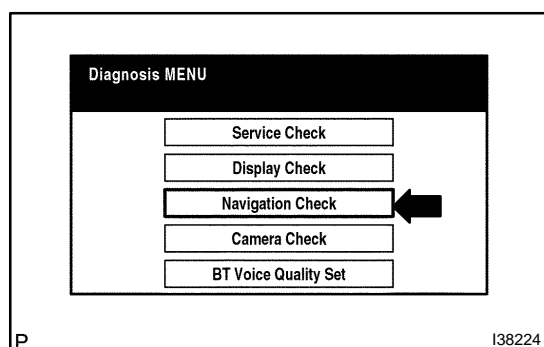 Diagnosis MENU
Service Check
Display Check
Navigation Check
Camera Check
BT Voice Quality Set
P
I38224